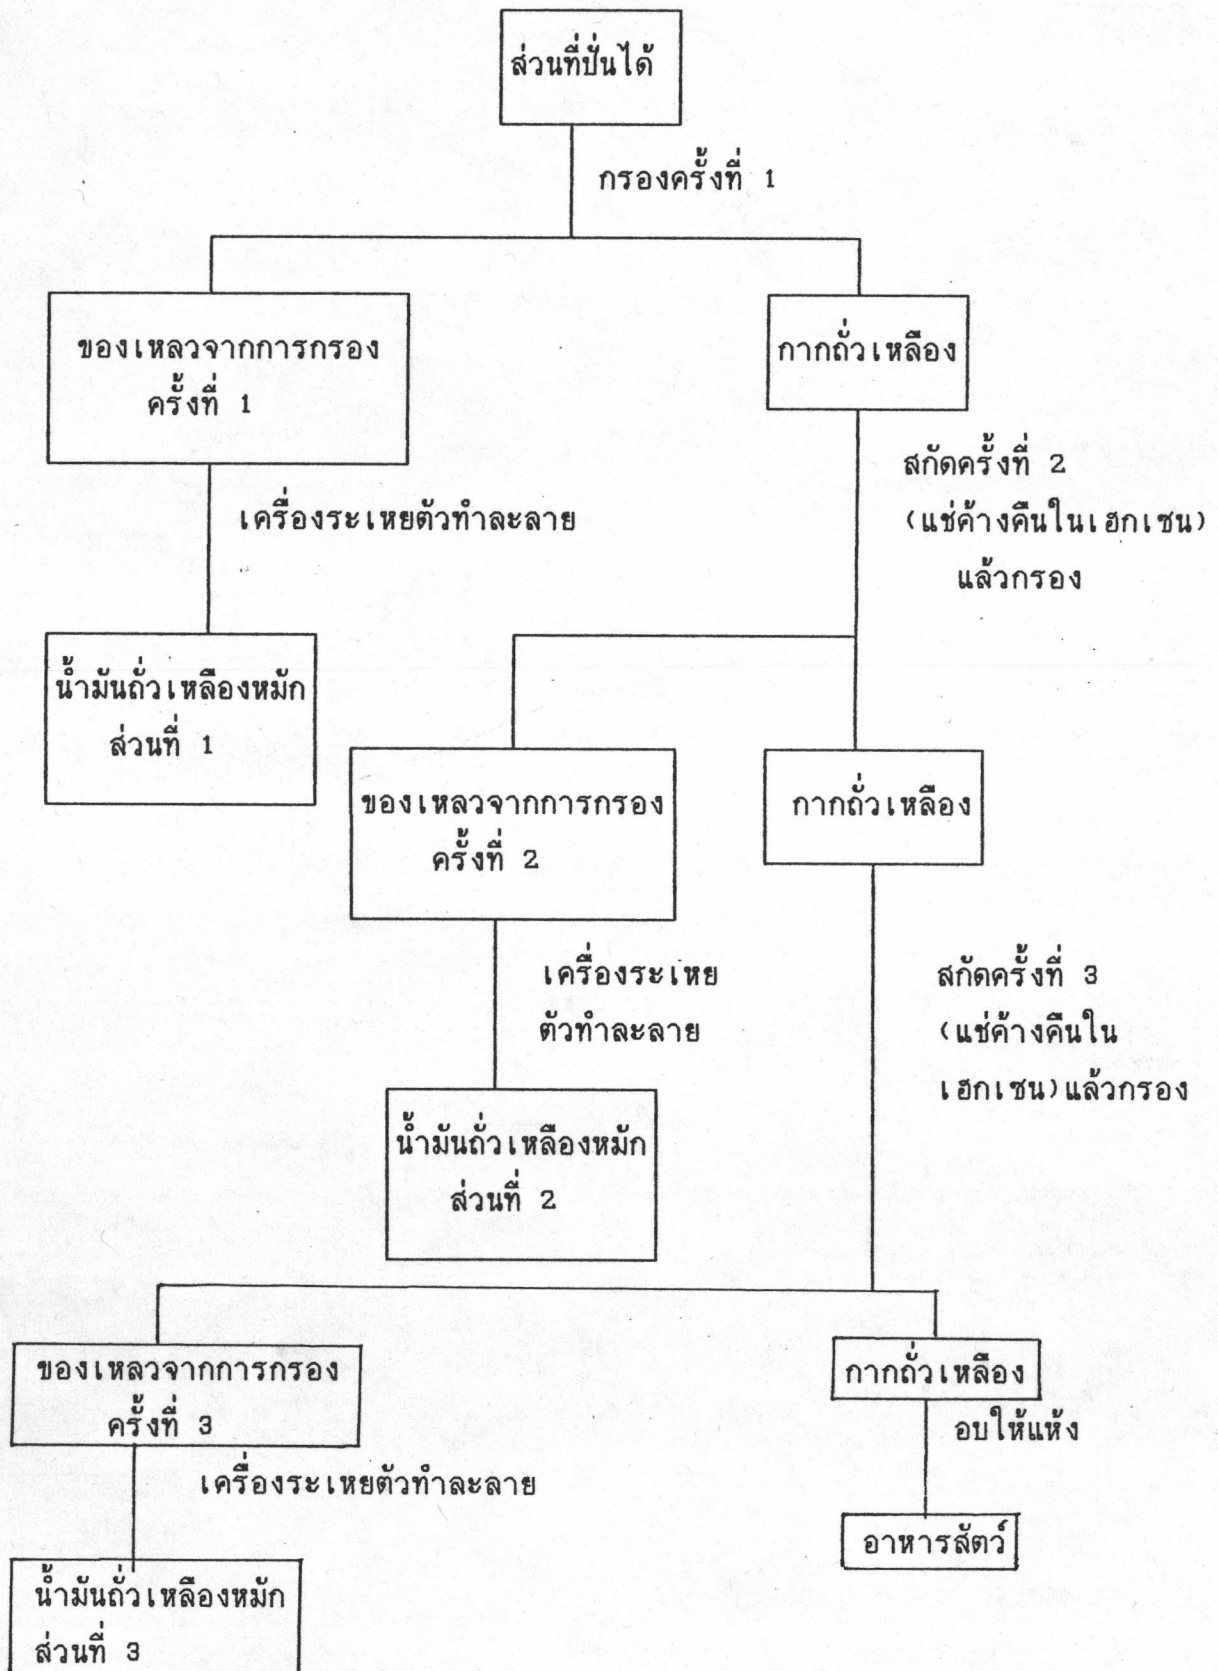 ส่วนที่ปั่นได้
กรองครั้งที่ 1
ของเหลวจากการกรอง
ครั้งที่ 1
กากถั่วเหลือง
เครื่องระเหยตัวทำละลาย
สกัดครั้งที่ 2
(แช่ค้างคืนในเฮกเซน)
แล้วกรอง
น้ำมันถั่วเหลืองหมัก
ส่วนที่ 1
ของเหลวจากการกรอง
ครั้งที่ 2
กากถั่วเหลือง
เครื่องระเหย
ตัวทำละลาย
สกัดครั้งที่ 3
(แช่ค้างคืนใน
เฮกเซน)แล้วกรอง
น้ำมันถั่วเหลืองหมัก
ส่วนที่ 2
ของเหลวจากการกรอง
ครั้งที่ 3
กากถั่วเหลือง
อบให้แห้ง
เครื่องระเหยตัวทำละลาย
อาหารสัตว์
น้ำมันถั่วเหลืองหมัก
ส่วนที่ 3